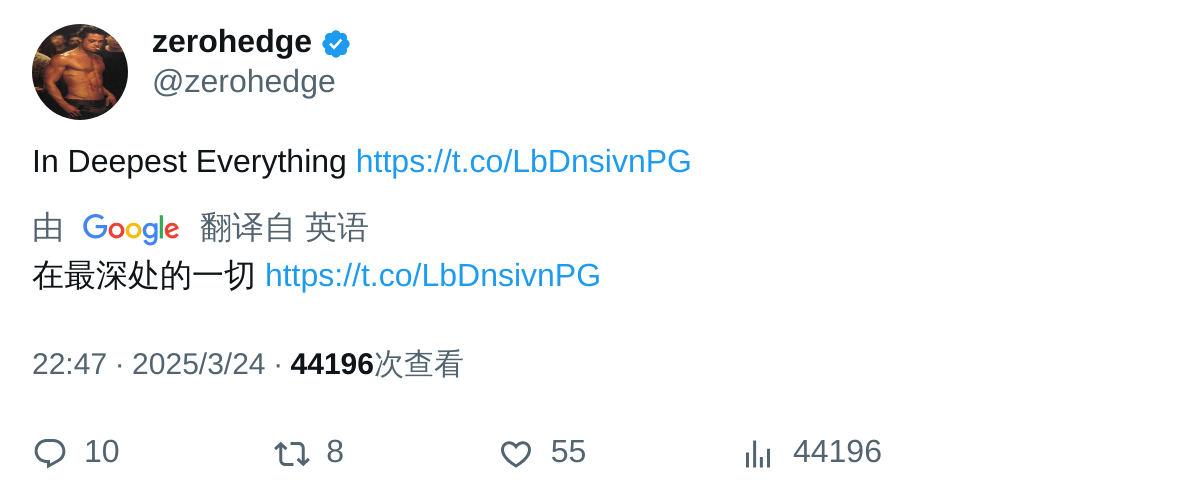 zerohedge
@zerohedge
In Deepest Everything https://t.co/LbDnsivnPG
由 Google 翻译自 英语
在最深处的一切 https://t.co/LbDnsivnPG
22:47 · 2025/3/24 · 44196次查看
10 8 55 44196